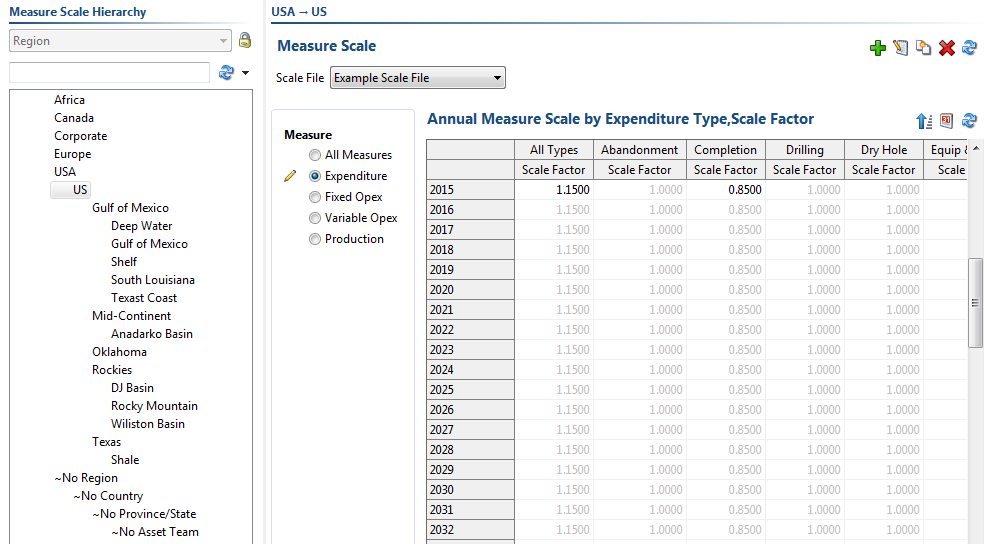 Measure Scale Hierarchy
Region
Africa
Canada
Corporate
Europe
USA
US
Gulf of Mexico
Deep Water
Gulf of Mexico
Shelf
South Louisiana
Texast Coast
Mid-Continent
Anadarko Basin
Oklahoma
Rockies
DJ Basin
Rocky Mountain
Wiliston Basin
Texas
Shale
~No Region
~No Country
~No Province/State
~No Asset Team
USA → US
Measure Scale
Scale File Example Scale File
Measure
All Measures
Expenditure
Fixed Opex
Variable Opex
Production
Annual Measure Scale by Expenditure Type,Scale Factor
31
All Types Abandonment Completion Drilling Dry Hole Equip &
Scale Factor Scale Factor Scale Factor Scale Factor Scale Factor Scale
2015 1.1500 1.0000 0.8500 1.0000 1.0000
2016 1.1500 1.0000 0.8500 1.0000 1.0000
2017 1.1500 1.0000 0.8500 1.0000 1.0000
2018 1.1500 1.0000 0.8500 1.0000 1.0000
2019 1.1500 1.0000 0.8500 1.0000 1.0000
2020 1.1500 1.0000 0.8500 1.0000 1.0000
2021 1.1500 1.0000 0.8500 1.0000 1.0000
2022 1.1500 1.0000 0.8500 1.0000 1.0000
2023 1.1500 1.0000 0.8500 1.0000 1.0000
2024 1.1500 1.0000 0.8500 1.0000 1.0000
2025 1.1500 1.0000 0.8500 1.0000 1.0000
2026 1.1500 1.0000 0.8500 1.0000 1.0000
2027 1.1500 1.0000 0.8500 1.0000 1.0000
2028 1.1500 1.0000 0.8500 1.0000 1.0000
2029 1.1500 1.0000 0.8500 1.0000 1.0000
2030 1.1500 1.0000 0.8500 1.0000 1.0000
2031 1.1500 1.0000 0.8500 1.0000 1.0000
2032 1.1500 1.0000 0.8500 1.0000 1.0000